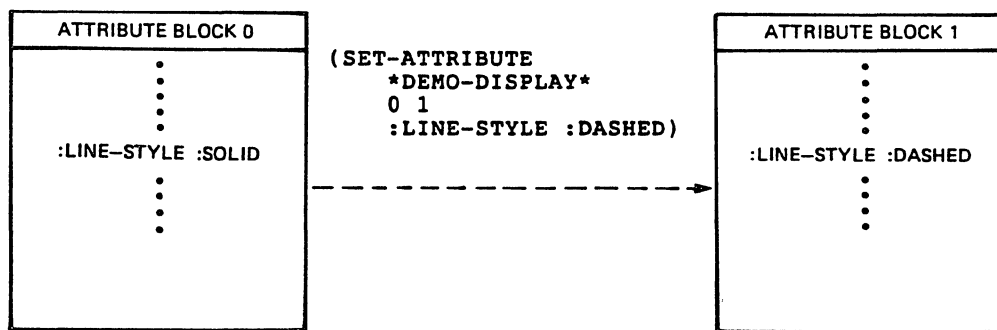 ATTRIBUTE BLOCK 0
:LINE–STYLE :SOLID
(SET-ATTRIBUTE
*DEMO-DISPLAY*
0 1
:LINE-STYLE :DASHED)
ATTRIBUTE BLOCK 1
:LINE–STYLE :DASHED